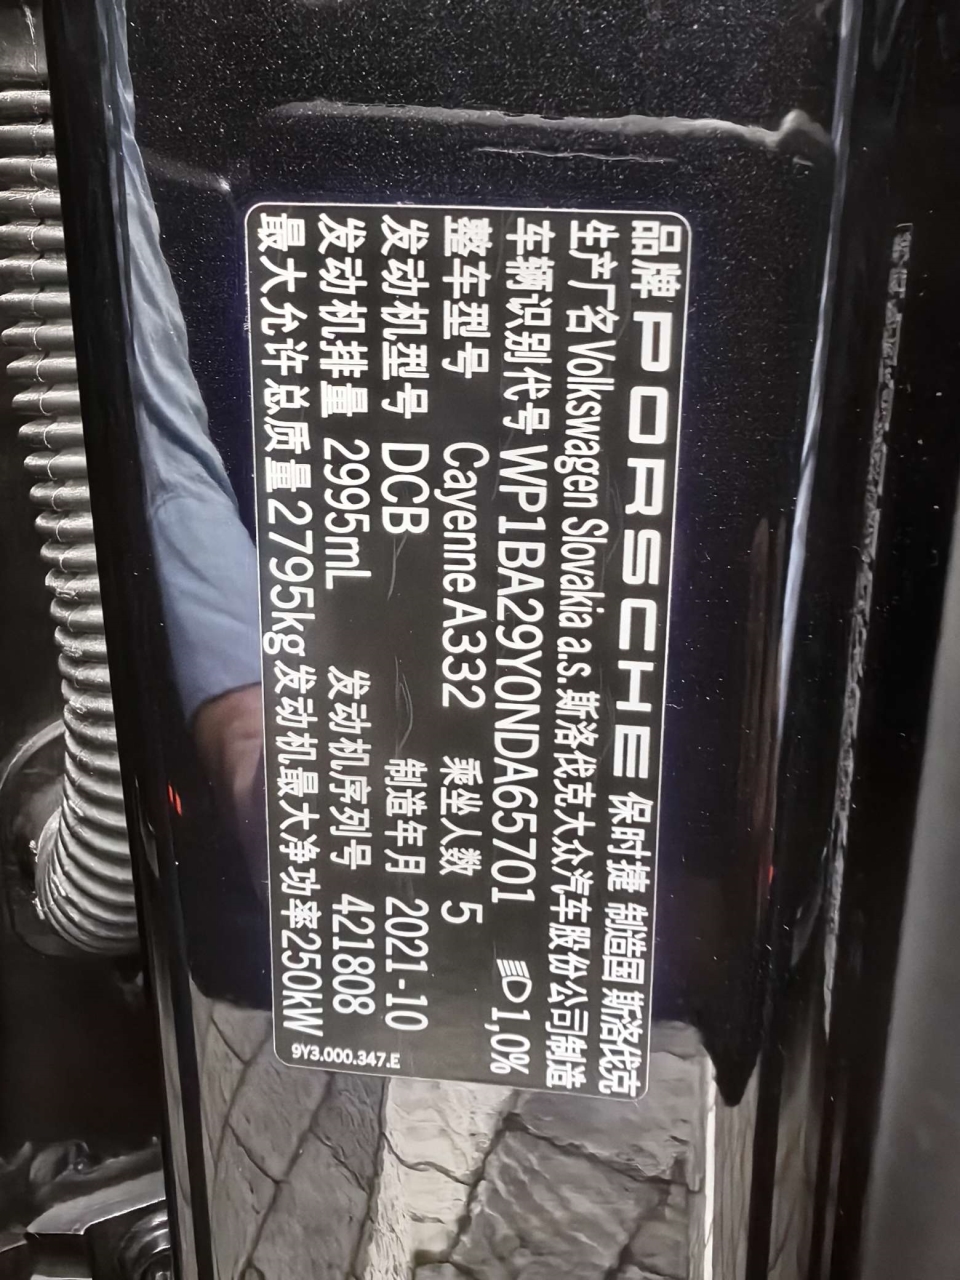 品牌 PORSCHE 保时捷 制造国 斯洛伐克
生产厂名 Volkswagen Slovakia a.s. 斯洛伐克大众汽车股份公司制造
车辆识别代号 WP1BA29Y0NDA65701 1,0%
整车型号 Cayenne A332 乘坐人数 5
发动机型号 DCB 制造年月 2021-10
发动机排量 2995mL 发动机序列号 421808
最大允许总质量 2795kg 发动机最大净功率 250kW
9Y3.000.347.E